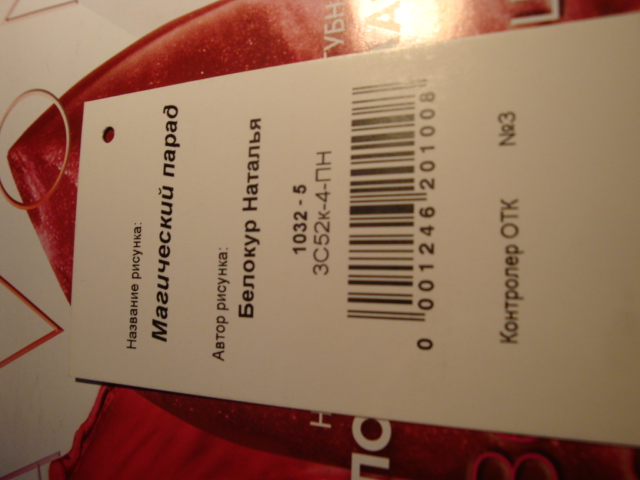 Название рисунка:
Магический парад
Автор рисунка:
Белокур Наталья
1032 - 5
3С52к-4-ПН
0 001246 201008
Контролер ОТК №3